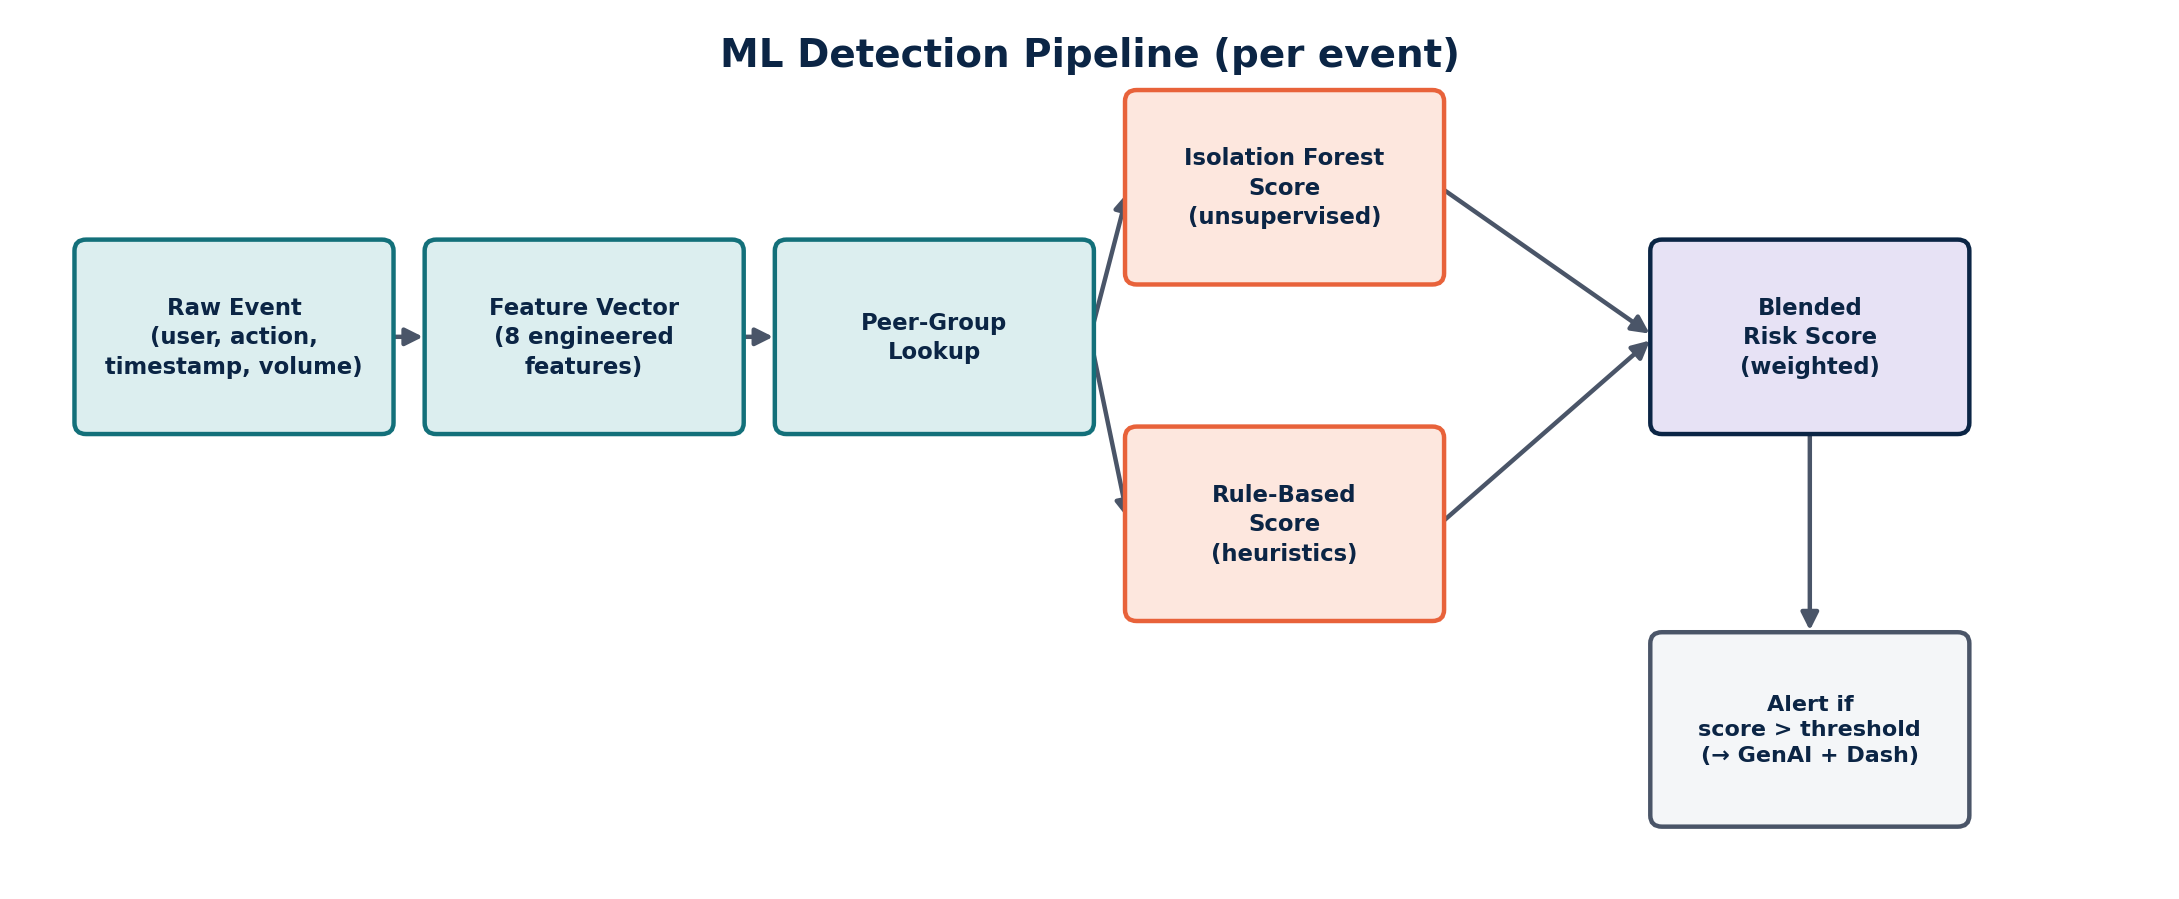 ML Detection Pipeline (per event)
Raw Event
(user, action,
timestamp, volume)
Feature Vector
(8 engineered
features)
Peer-Group
Lookup
Isolation Forest
Score
(unsupervised)
Rule-Based
Score
(heuristics)
Blended
Risk Score
(weighted)
Alert if
score > threshold
(→ GenAI + Dash)